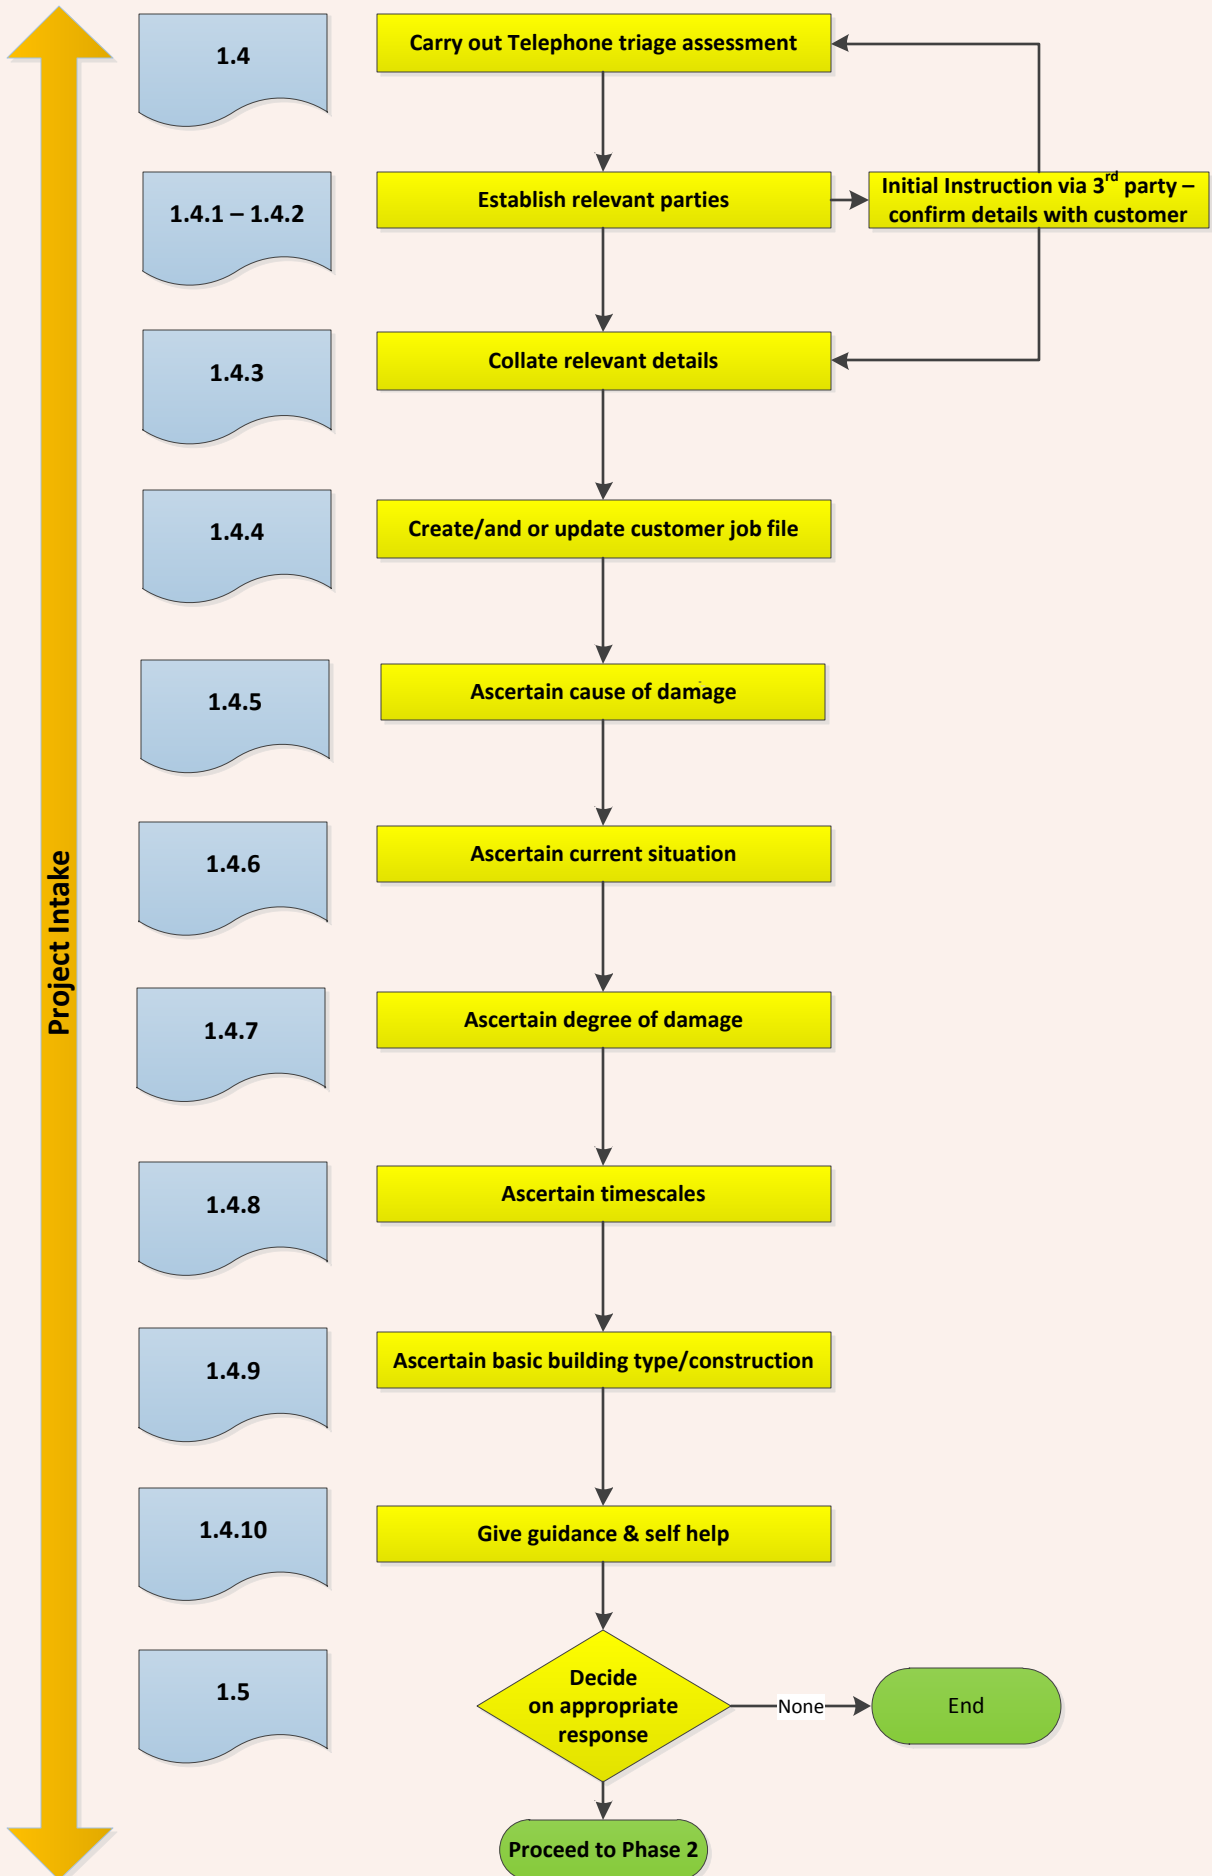 1.4
Carry out Telephone triage assessment
1.4.1 – 1.4.2
Establish relevant parties
Initial Instruction via 3rd party –
confirm details with customer
1.4.3
Collate relevant details
1.4.4
Create/and or update customer job file
1.4.5
Ascertain cause of damage
Project Intake
1.4.6
Ascertain current situation
1.4.7
Ascertain degree of damage
1.4.8
Ascertain timescales
1.4.9
Ascertain basic building type/construction
1.4.10
Give guidance & self help
1.5
Decide
on appropriate
response
None
End
Proceed to Phase 2